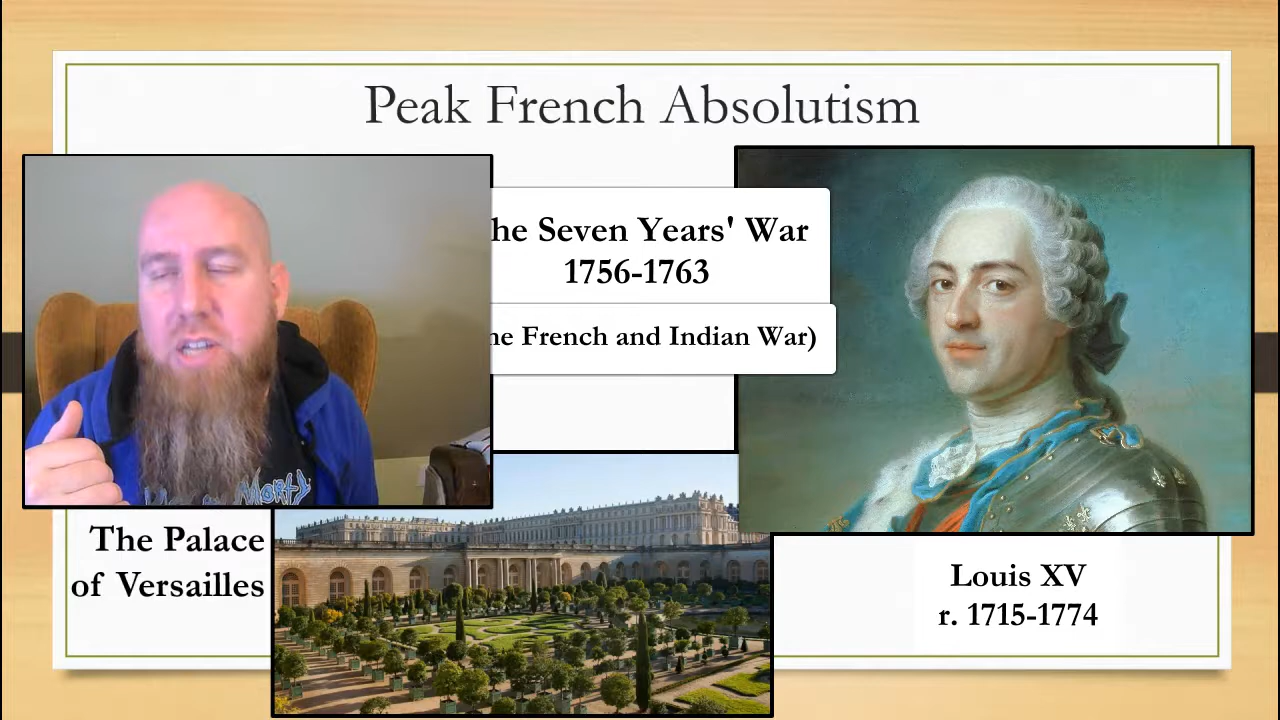 Peak French Absolutism
he Seven Years' War
1756-1763
ne French and Indian War)
The Palace
of Versailles
Louis XV
r. 1715-1774